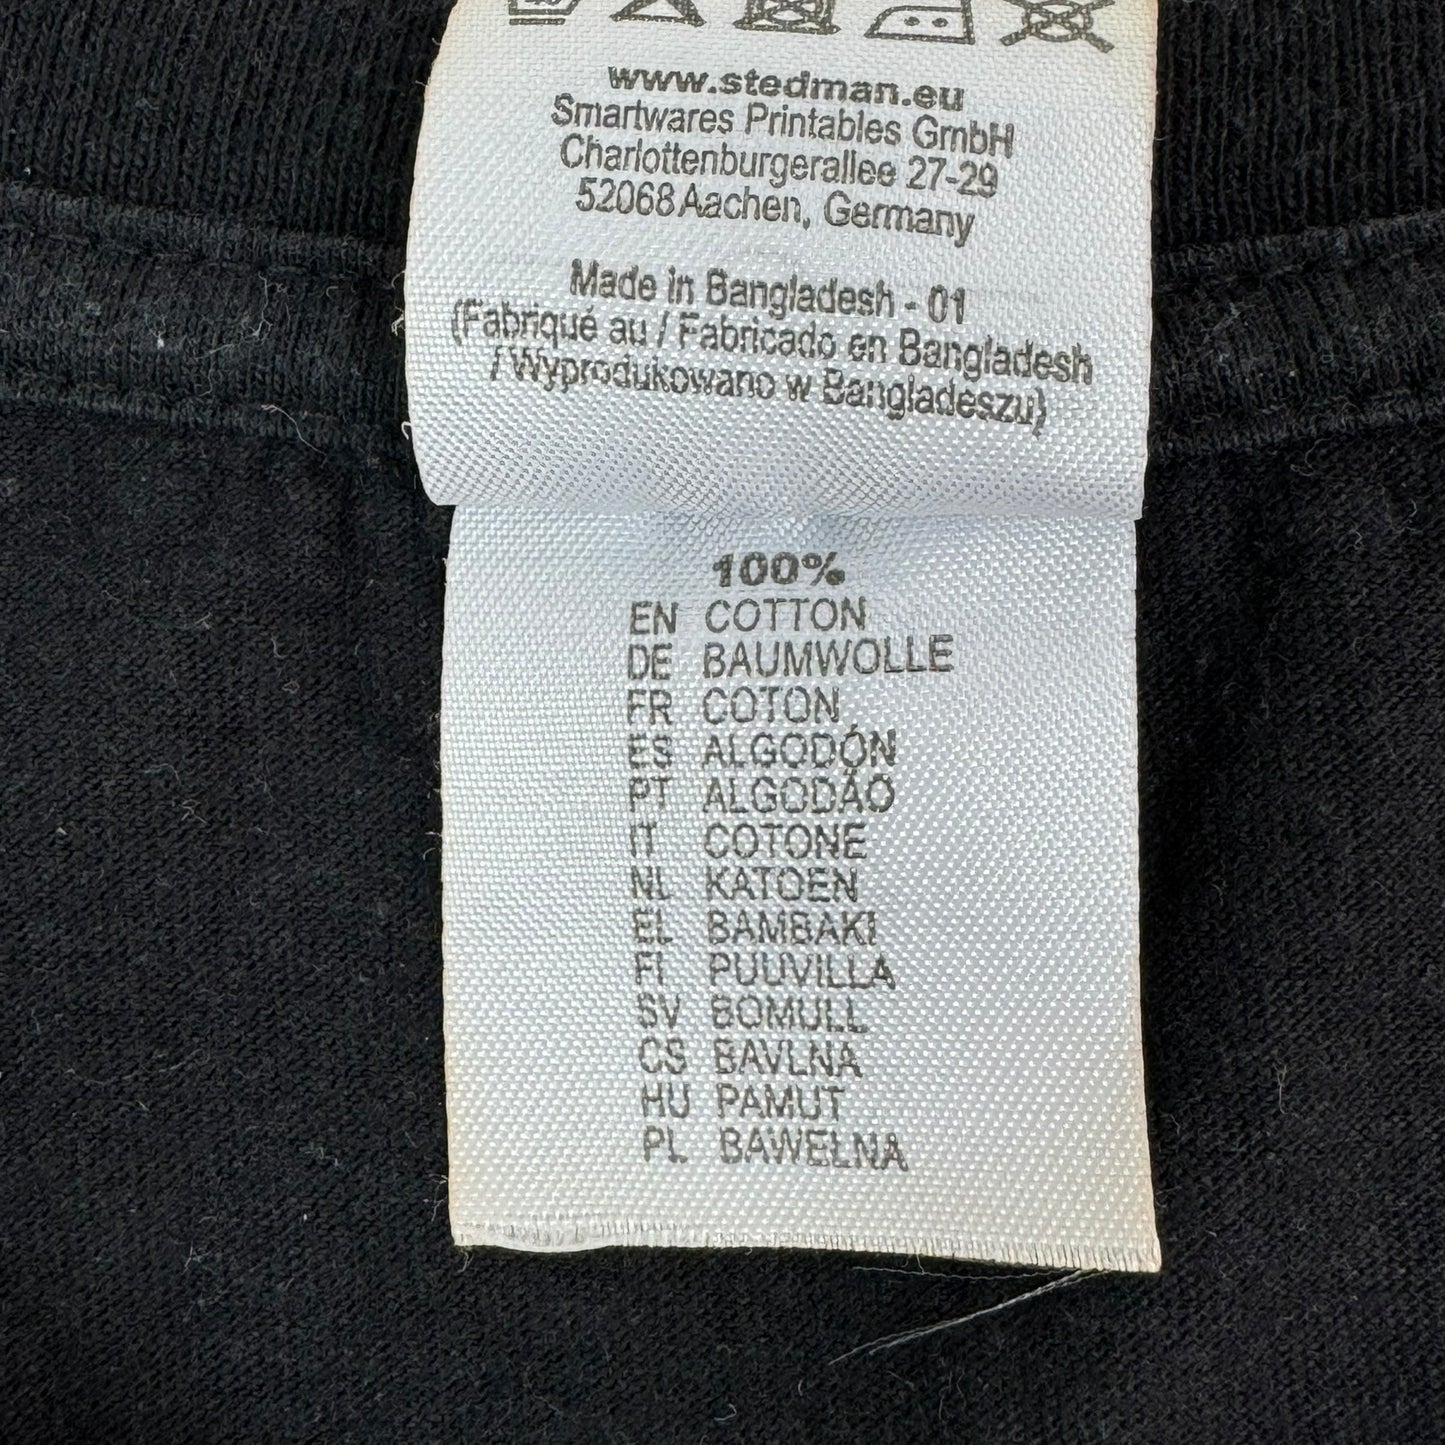 www.stedman.eu
Smartwares Printables GmbH
Charlottenburgerallee 27-29
52068 Aachen, Germany
Made in Bangladesh - 01
(Fabriqué au / Fabricado en Bangladesh
/ Wyprodukowano w Bangladeszu)
100%
EN COTTON
DE BAUMWOLLE
FR COTON
ES ALGODÓN
PT ALGODÃO
IT COTONE
NL KATOEN
EL BAMBAKI
FI PUUVILLA
SV BOMULL
CS BAVLNA
HU PAMUT
PL BAWEŁNA